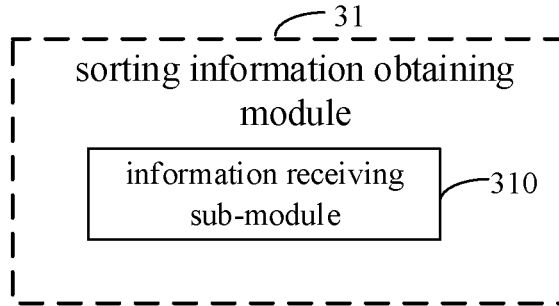 31
sorting information obtaining
module
information receiving
sub-module
310